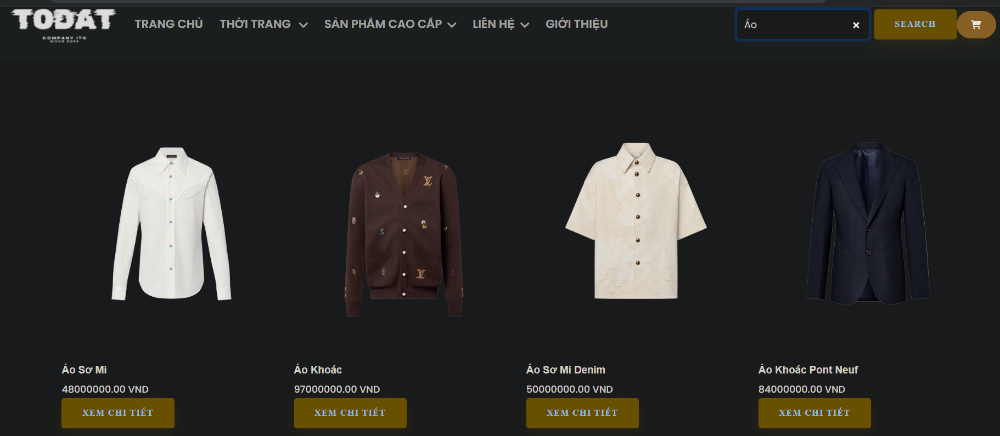 TOĐAT
COMPANY ITC
SINCE 2024
TRANG CHỦ THỜI TRANG SẢN PHẨM CAO CẤP LIÊN HỆ GIỚI THIỆU
Áo
SEARCH
Áo Sơ Mi
48000000.00 VND
XEM CHI TIẾT
Áo Khoác
97000000.00 VND
XEM CHI TIẾT
Áo Sơ Mi Denim
50000000.00 VND
XEM CHI TIẾT
Áo Khoác Pont Neuf
84000000.00 VND
XEM CHI TIẾT